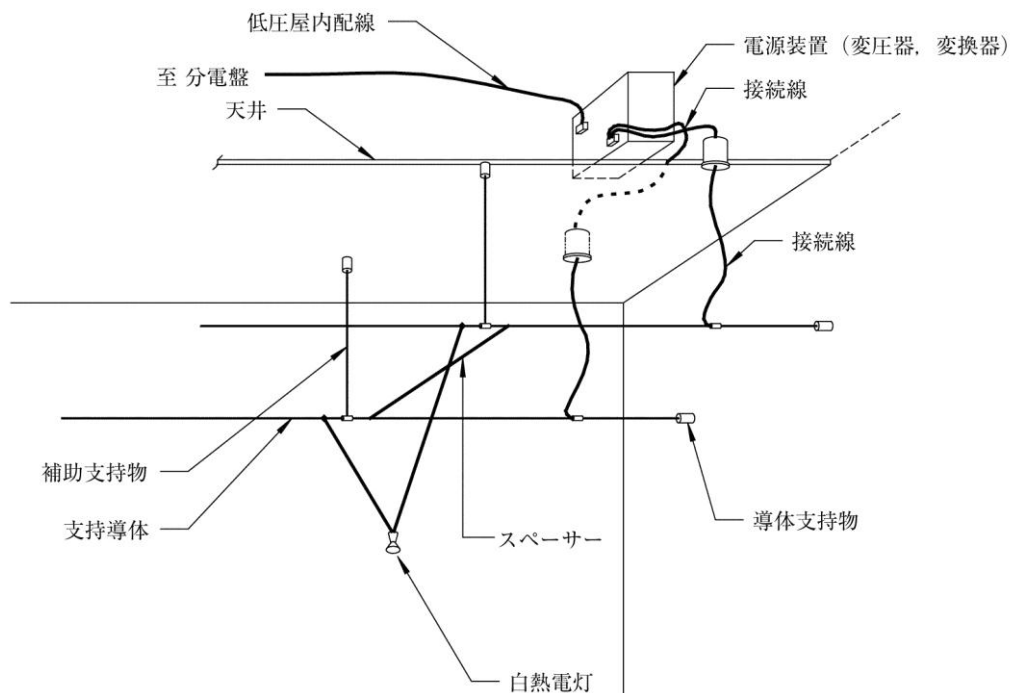 低圧屋内配線
電源装置（変圧器，変換器）
至 分電盤
接続線
天井
接続線
補助支持物
支持導体
スペーサー
導体支持物
白熱電灯